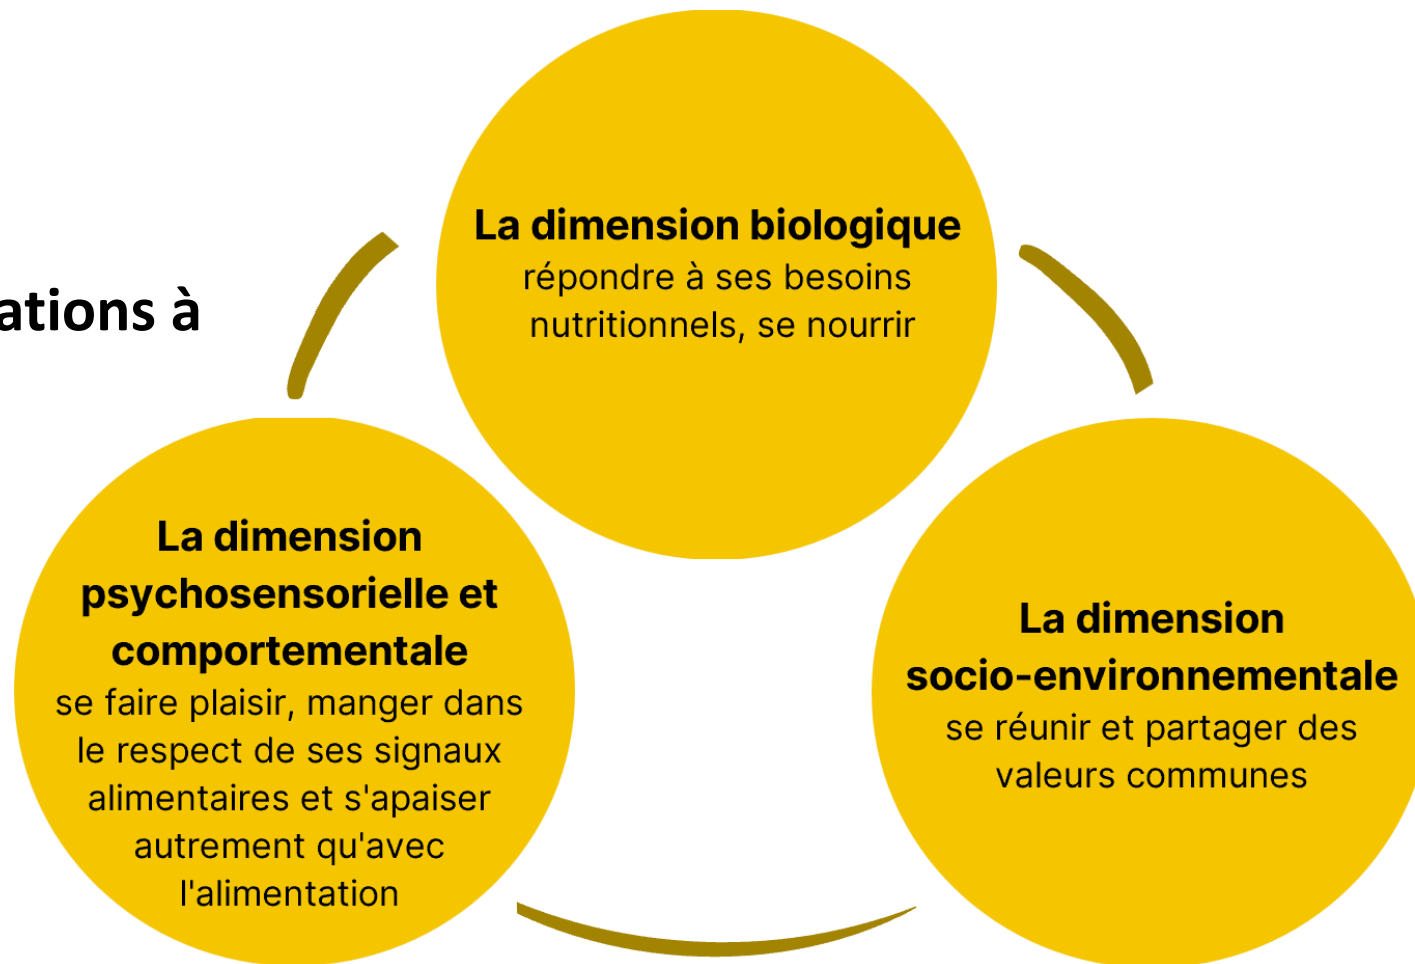 La dimension biologique
répondre à ses besoins
nutritionnels, se nourrir
ations à
La dimension
psychosensorielle et
comportementale
se faire plaisir, manger dans
le respect de ses signaux
alimentaires et s'apaiser
autrement qu'avec
l'alimentation
La dimension
socio-environnementale
se réunir et partager des
valeurs communes